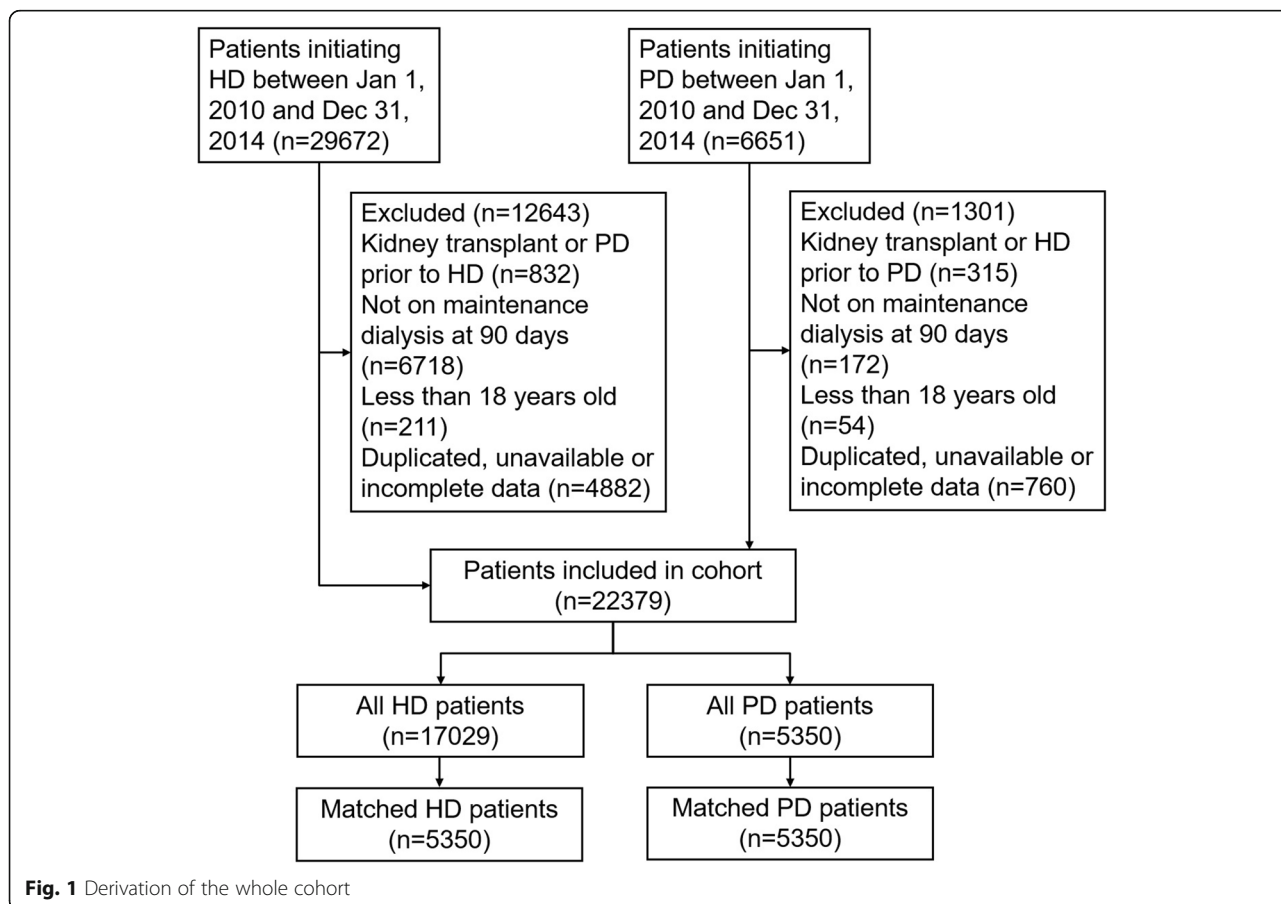 Patients initiating
HD between Jan 1,
2010 and Dec 31,
2014 (n=29672)
Patients initiating
PD between Jan 1,
2010 and Dec 31,
2014 (n=6651)
Excluded (n=12643)
Kidney transplant or PD
prior to HD (n=832)
Not on maintenance
dialysis at 90 days
(n=6718)
Less than 18 years old
(n=211)
Duplicated, unavailable or
incomplete data (n=4882)
Excluded (n=1301)
Kidney transplant or HD
prior to PD (n=315)
Not on maintenance
dialysis at 90 days
(n=172)
Less than 18 years old
(n=54)
Duplicated, unavailable or
incomplete data (n=760)
Patients included in cohort
(n=22379)
All HD patients
(n=17029)
All PD patients
(n=5350)
Matched HD patients
(n=5350)
Matched PD patients
(n=5350)
Fig. 1 Derivation of the whole cohort